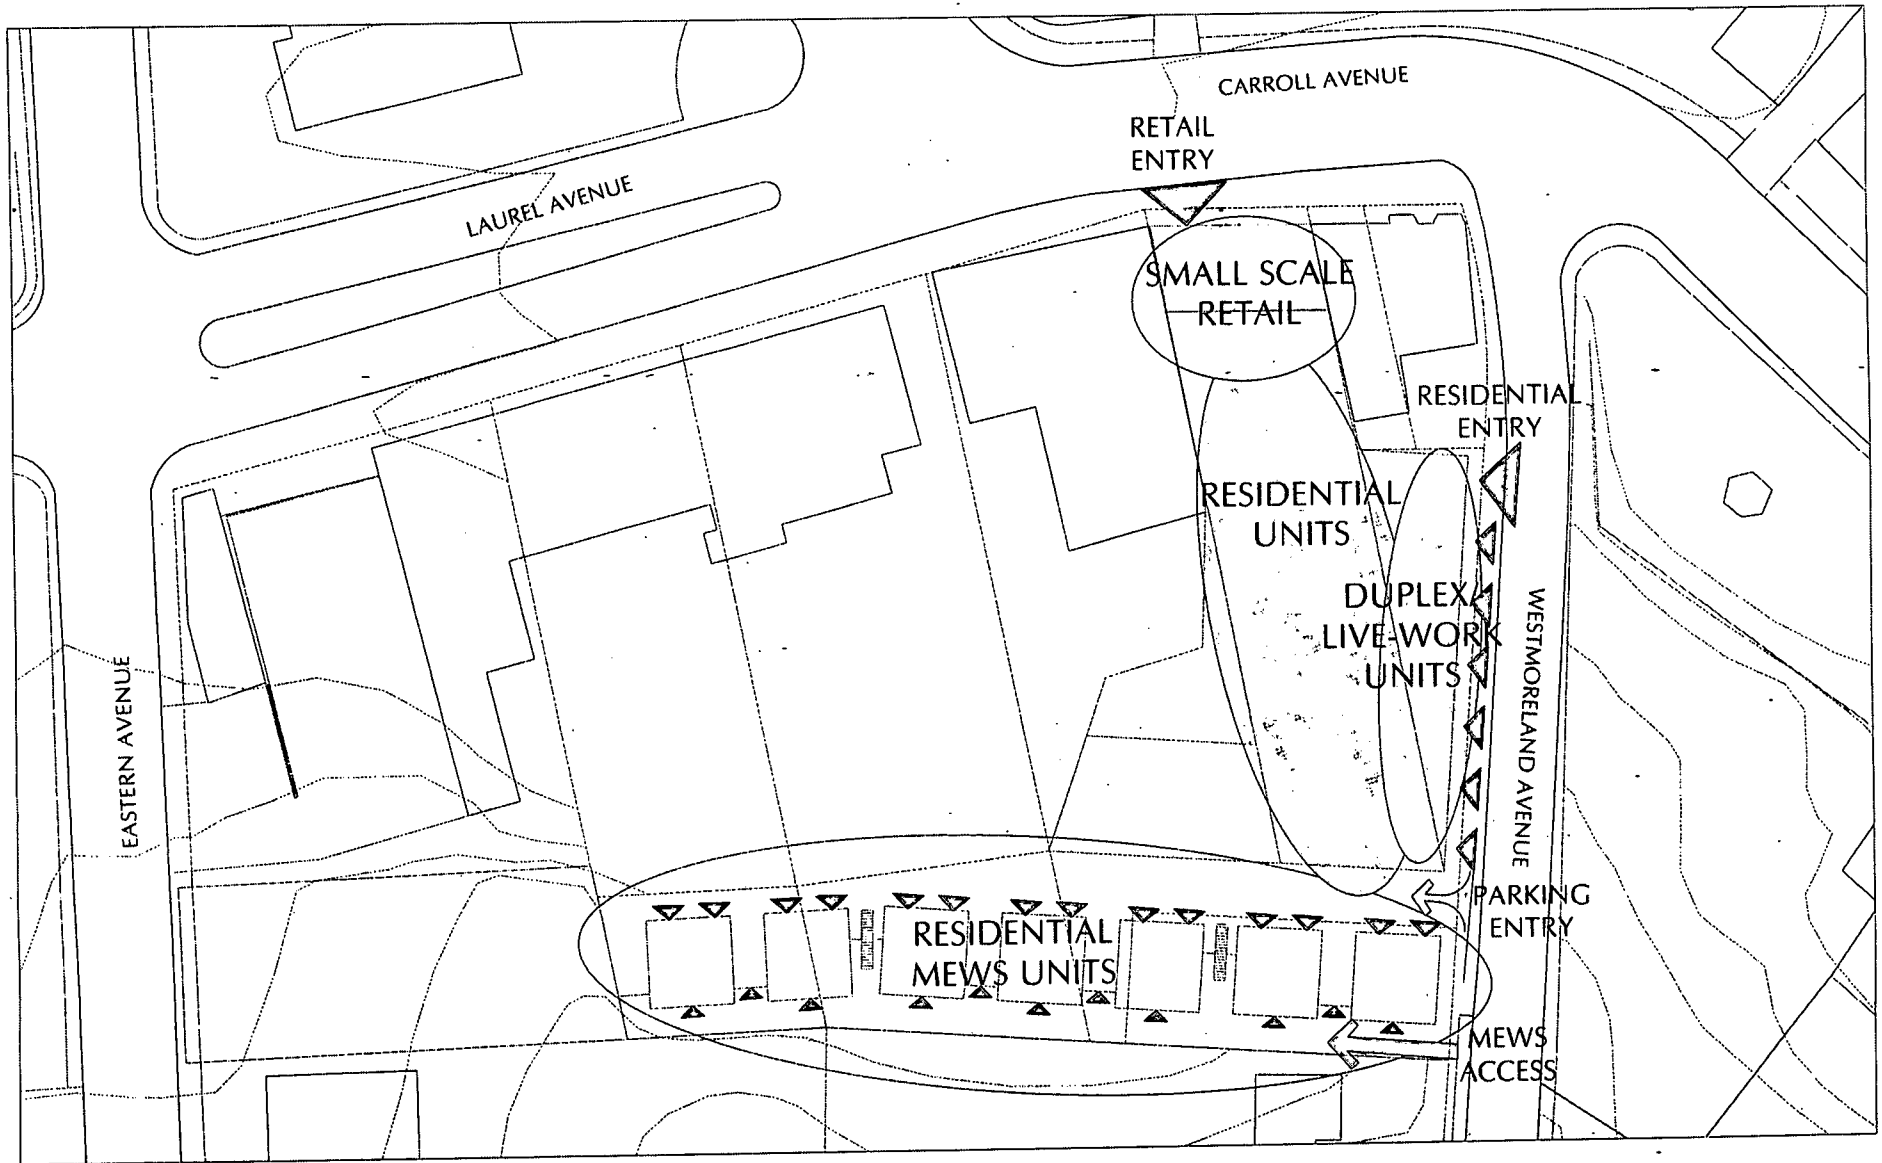 CARROLL AVENUE
RETAIL
ENTRY
LAUREL AVENUE
SMALL SCALE
RETAIL
RESIDENTIAL
ENTRY
RESIDENTIAL
UNITS
DUPLEX/
LIVE-WORK
UNITS
WESTMORELAND AVENUE
EASTERN AVENUE
PARKING
ENTRY
RESIDENTIAL
MEWS UNITS
MEWS
ACCESS